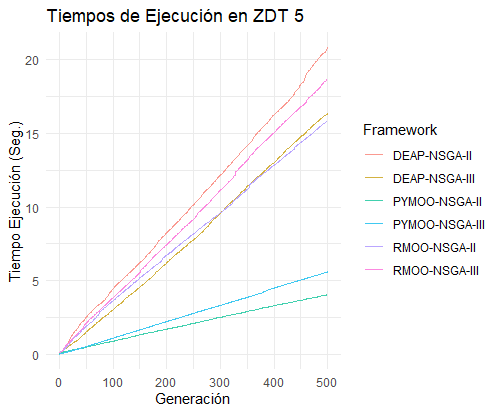 Tiempos de Ejecución en ZDT 5
Tiempo Ejecución (Seg.)
20
15
10
5
0
0 100 200 300 400 500
Generación
Framework
DEAP-NSGA-II
DEAP-NSGA-III
PYMOO-NSGA-II
PYMOO-NSGA-III
RMOO-NSGA-II
RMOO-NSGA-III